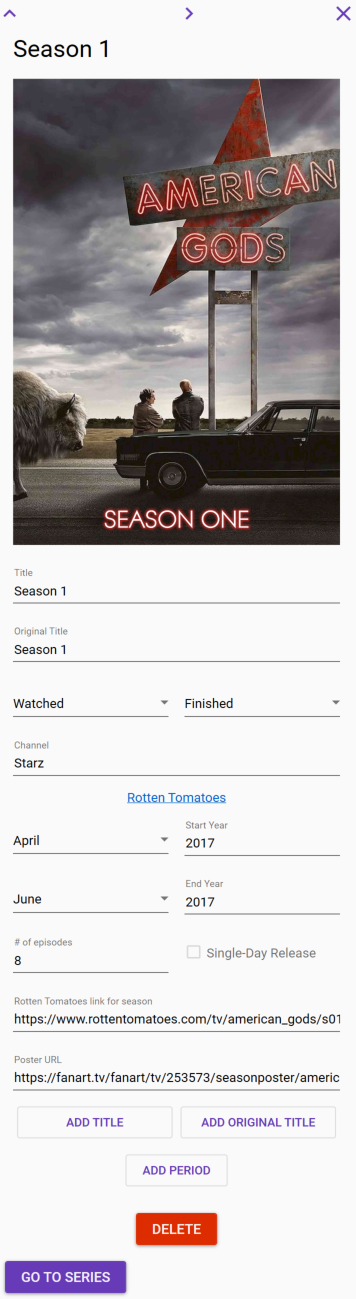 Season 1
AMERICAN
GODS
SEASON ONE
Title
Season 1
Original Title
Season 1
Watched
Finished
Channel
Starz
Rotten Tomatoes
April
Start Year
2017
June
End Year
2017
# of episodes
8
Single-Day Release
Rotten Tomatoes link for season
https://www.rottentomatoes.com/tv/american_gods/s01
Poster URL
https://fanart.tv/fanart/tv/253573/seasonposter/americ
ADD TITLE
ADD ORIGINAL TITLE
ADD PERIOD
DELETE
GO TO SERIES